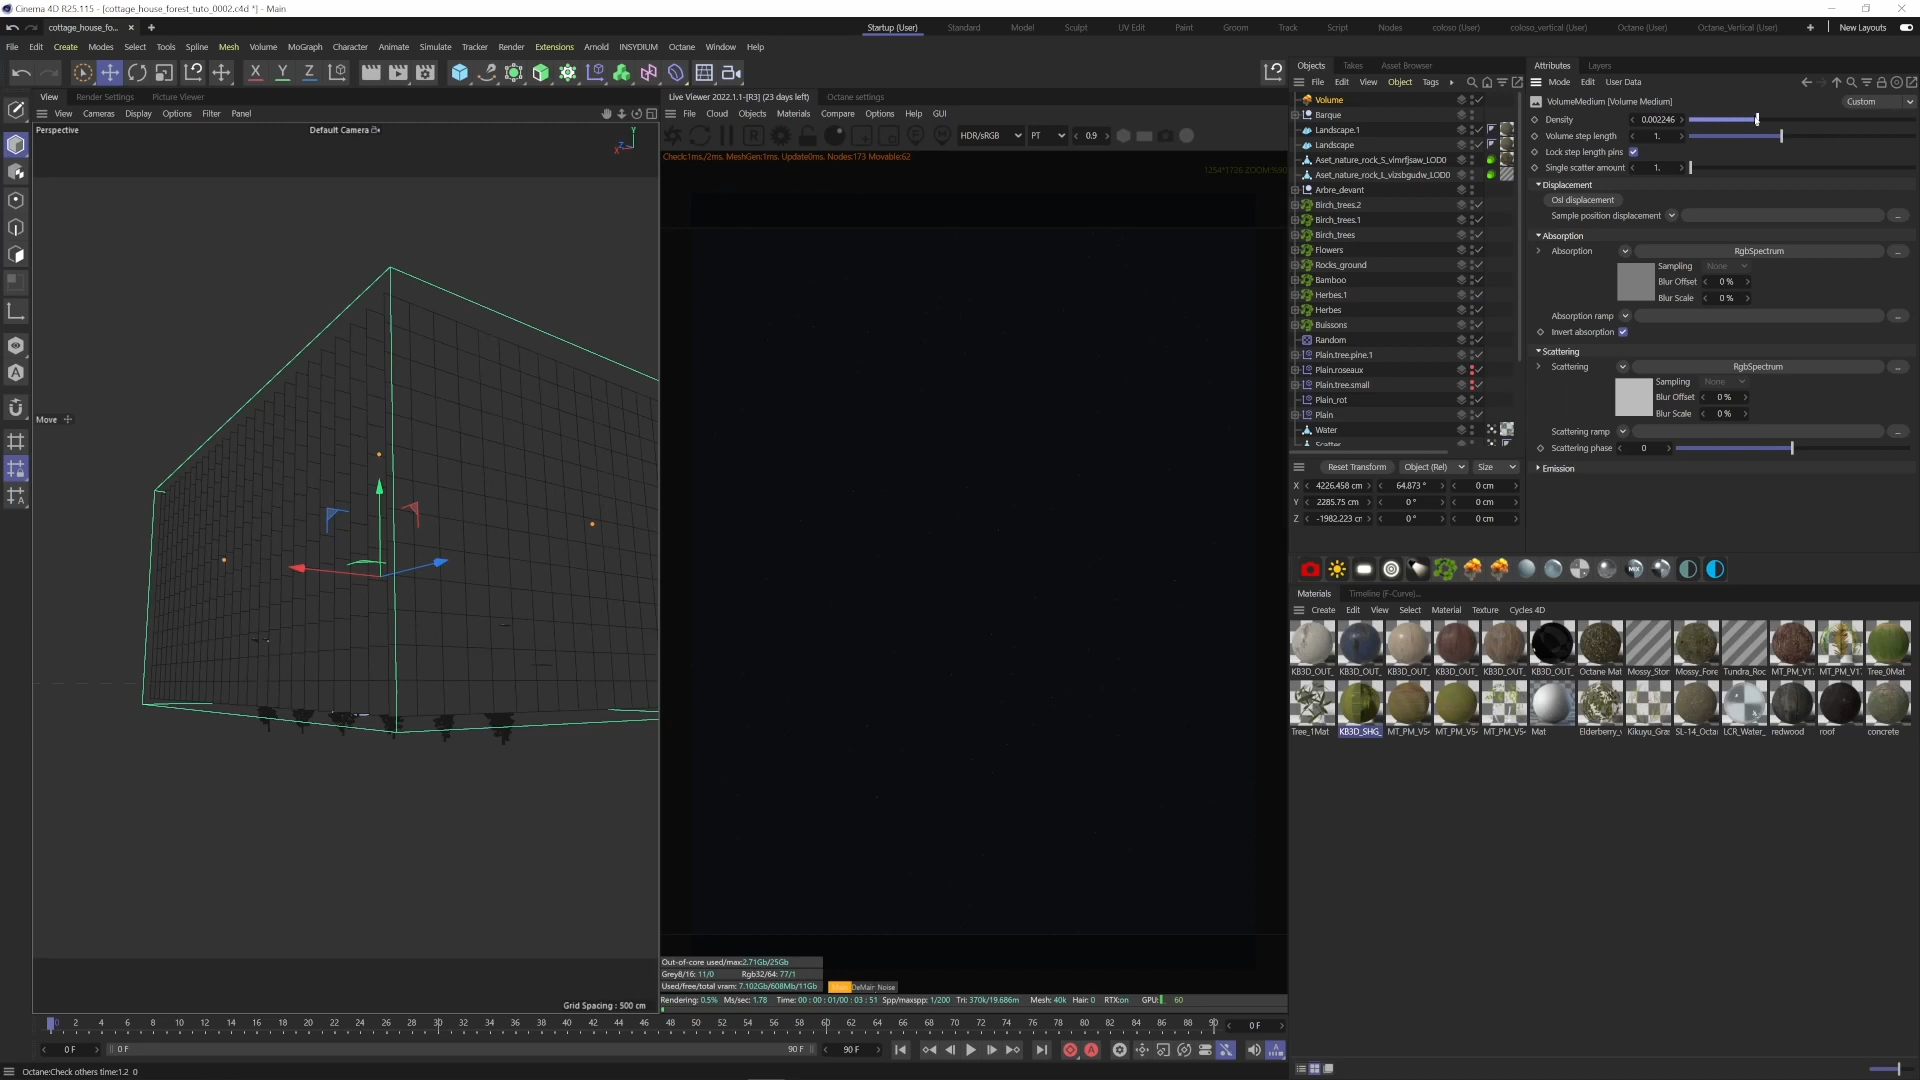 Cinema 4D R25.115 - [cottage_house_forest_tuto_0002.c4d *] - Main
cottage_house_fo... × +
Startup (User) Standard Model Sculpt UV Edit Paint Groom Track Script Nodes coloso (User) coloso_vertical (User) Octane (User) Octane_Vertical (User) + New Layouts
File Edit Create Modes Select Tools Spline Mesh Volume MoGraph Character Animate Simulate Tracker Render Extensions Arnold INSYDIUM Octane Window Help
View Render Settings Picture Viewer
View Cameras Display Options Filter Panel
Perspective
Default Camera
Move
Grid Spacing : 500 cm
Live Viewer 2022.1.1-[R3] (23 days left) Octane settings
File Cloud Objects Materials Compare Options Help GUI
HDR/sRGB PT 0.9
Check:1ms./2ms. MeshGen:1ms. Update0ms. Nodes:173 Movable:62
1254*1726 ZOOM:%90
Out-of-core used/max:2.71Gb/25Gb
Grey8/16: 11/0 Rgb32/64: 77/1
Used/free/total vram: 7.102Gb/608Mb/11Gb
DeMair Noise
Rendering: 0.5% Ms/sec: 1.78 Time: 00 : 00 : 01/00 : 03 : 51 Spp/maxspp: 1/200 Tri: 370k/19.686m Mesh: 40k Hair: 0 RTX:on GPU: 60
Objects Takes Asset Browser
File Edit View Object Tags
Volume
Barque
Landscape.1
Landscape
Aset_nature_rock_S_vimrfjsaw_LOD0
Aset_nature_rock_L_vizsbgudw_LOD0
Arbre_devant
Birch_trees.2
Birch_trees.1
Birch_trees
Flowers
Rocks_ground
Bamboo
Herbes.1
Herbes
Buissons
Random
Plain.tree.pine.1
Plain.roseaux
Plain.tree.small
Plain_rot
Plain
Water
Scatter
Reset Transform Object (Rel) Size
X 4226.458 cm 64.873 ° 0 cm
Y 2285.75 cm 0 ° 0 cm
Z -1982.223 cm 0 ° 0 cm
Attributes Layers
Mode Edit User Data
VolumeMedium [Volume Medium] Custom
Density 0.002246
Volume step length 1.
Lock step length pins
Single scatter amount 1.
Displacement
Osl displacement
Sample position displacement ...
Absorption
Absorption RgbSpectrum ...
Sampling None
Blur Offset 0 %
Blur Scale 0 %
Absorption ramp ...
Invert absorption
Scattering
Scattering RgbSpectrum ...
Sampling None
Blur Offset 0 %
Blur Scale 0 %
Scattering ramp ...
Scattering phase 0
Emission
MIX
Materials Timeline (F-Curve)...
Create Edit View Select Material Texture Cycles 4D
KB3D_OUT_ KB3D_OUT_ KB3D_OUT_ KB3D_OUT_ KB3D_OUT_ KB3D_OUT_ Octane Mat Mossy_Ston Mossy_Fore Tundra_Roc MT_PM_V1 MT_PM_V1 Tree_0Mat
Tree_1Mat KB3D_SHG_ MT_PM_V5 MT_PM_V5 MT_PM_V5 Mat Elderberry_ Kikuyu_Gra SL-14_Octa LCR_Water_ redwood roof concrete
0 2 4 6 8 10 12 14 16 18 20 22 24 26 28 30 32 34 36 38 40 42 44 46 48 50 52 54 56 58 60 62 64 66 68 70 72 74 76 78 80 82 84 86 88 90 0 F
0 F 0 F 90 F 90 F
Octane:Check others time:1.2 0